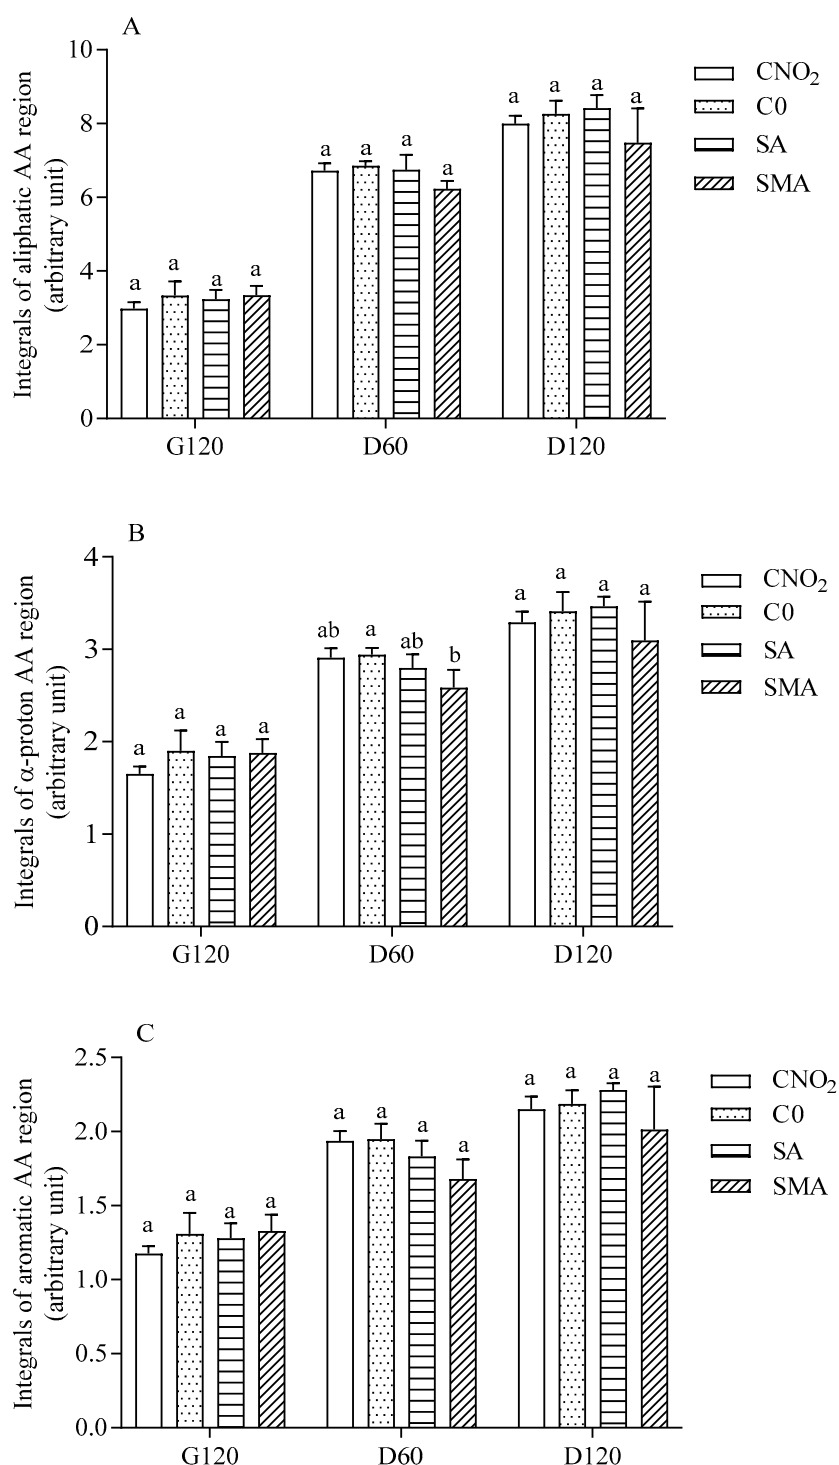 A
Integrals of aliphatic AA region
(arbitrary unit)
10
8
6
4
2
0
a a a a
a a a a
a a a a
G120 D60 D120
CNO₂
C0
SA
SMA
B
Integrals of α-proton AA region
(arbitrary unit)
4
3
2
1
0
a a a a
ab a ab b
a a a a
G120 D60 D120
CNO₂
C0
SA
SMA
C
Integrals of aromatic AA region
(arbitrary unit)
2.5
2.0
1.5
1.0
0.5
0.0
a a a a
a a a a
a a a a
G120 D60 D120
CNO₂
C0
SA
SMA